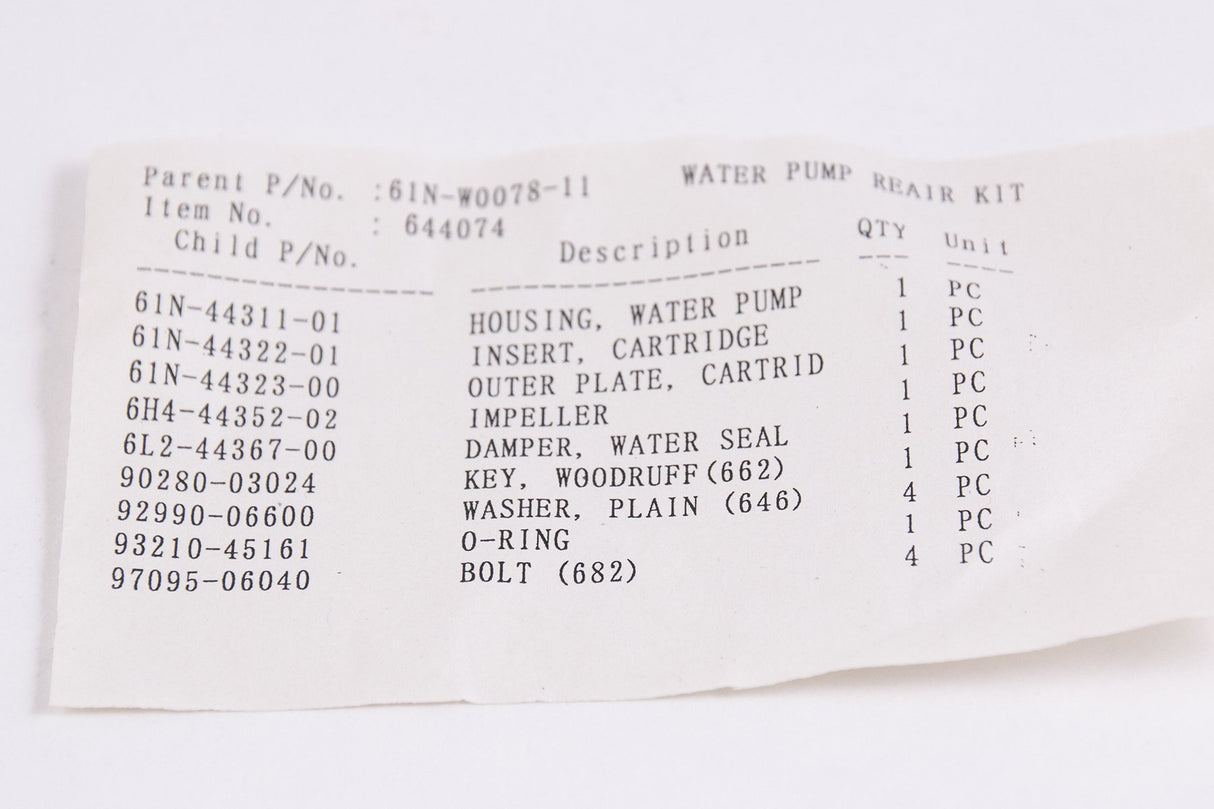 Parent P/No. :61N-W0078-11 WATER PUMP REAIR KIT
Item No. : 644074
Child P/No. Description QTY Unit
61N-44311-01 HOUSING, WATER PUMP 1 PC
61N-44322-01 INSERT, CARTRIDGE 1 PC
61N-44323-00 OUTER PLATE, CARTRID 1 PC
6H4-44352-02 IMPELLER 1 PC
6L2-44367-00 DAMPER, WATER SEAL 1 PC
90280-03024 KEY, WOODRUFF(662) 1 PC
92990-06600 WASHER, PLAIN (646) 4 PC
93210-45161 O-RING 1 PC
97095-06040 BOLT (682) 4 PC